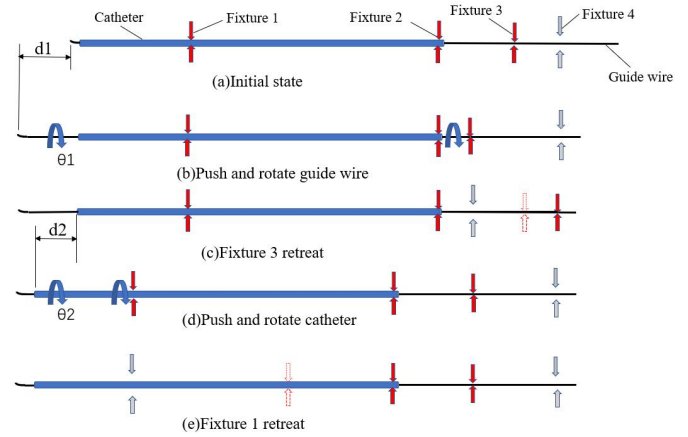 Catheter Fixture 1 Fixture 2 Fixture 3 Fixture 4
d1
Guide wire
(a)Initial state
θ1
(b)Push and rotate guide wire
d2
(c)Fixture 3 retreat
θ2
(d)Push and rotate catheter
(e)Fixture 1 retreat